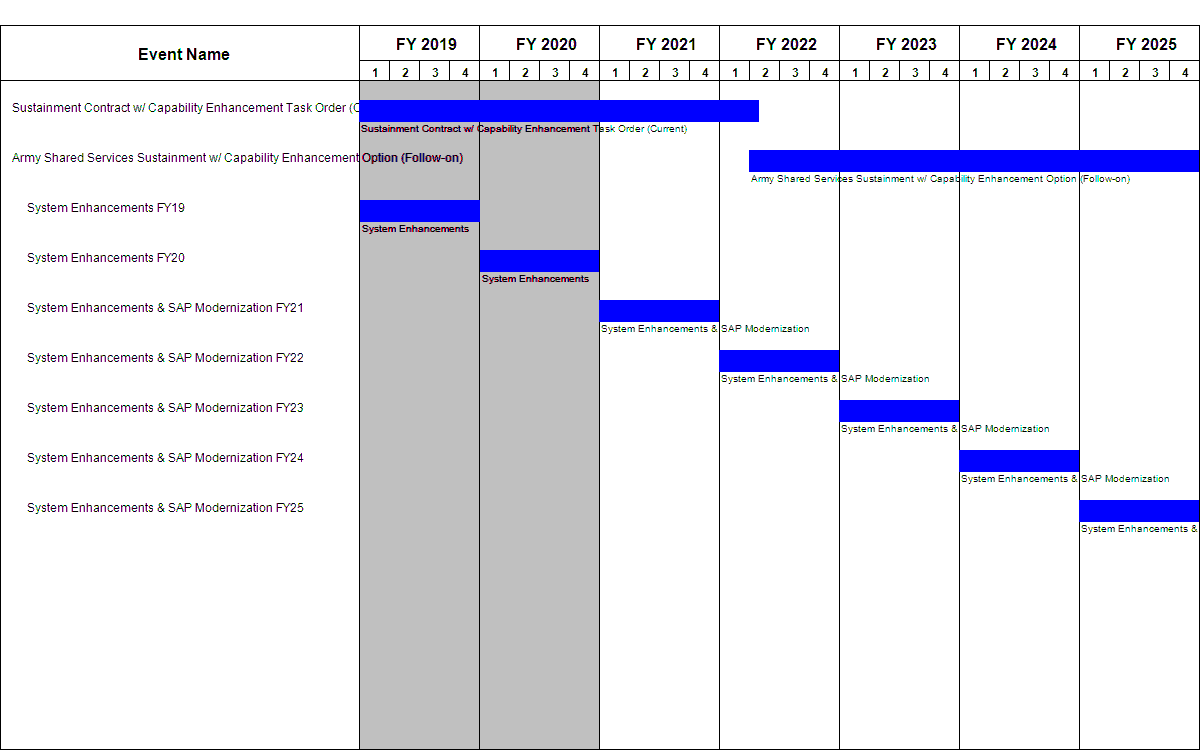 Event Name FY 2019 FY 2020 FY 2021 FY 2022 FY 2023 FY 2024 FY 2025
1 2 3 4 1 2 3 4 1 2 3 4 1 2 3 4 1 2 3 4 1 2 3 4 1 2 3 4
Sustainment Contract w/ Capability Enhancement Task Order (C
Sustainment Contract w/ Capability Enhancement Task Order (Current)
Army Shared Services Sustainment w/ Capability Enhancement Option (Follow-on)
Army Shared Services Sustainment w/ Capability Enhancement Option (Follow-on)
System Enhancements FY19
System Enhancements
System Enhancements FY20
System Enhancements
System Enhancements & SAP Modernization FY21
System Enhancements & SAP Modernization
System Enhancements & SAP Modernization FY22
System Enhancements & SAP Modernization
System Enhancements & SAP Modernization FY23
System Enhancements & SAP Modernization
System Enhancements & SAP Modernization FY24
System Enhancements & SAP Modernization
System Enhancements & SAP Modernization FY25
System Enhancements &